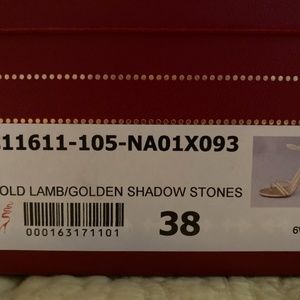 11611-105-NA01X093
OLD LAMB/GOLDEN SHADOW STONES
000163171101
38